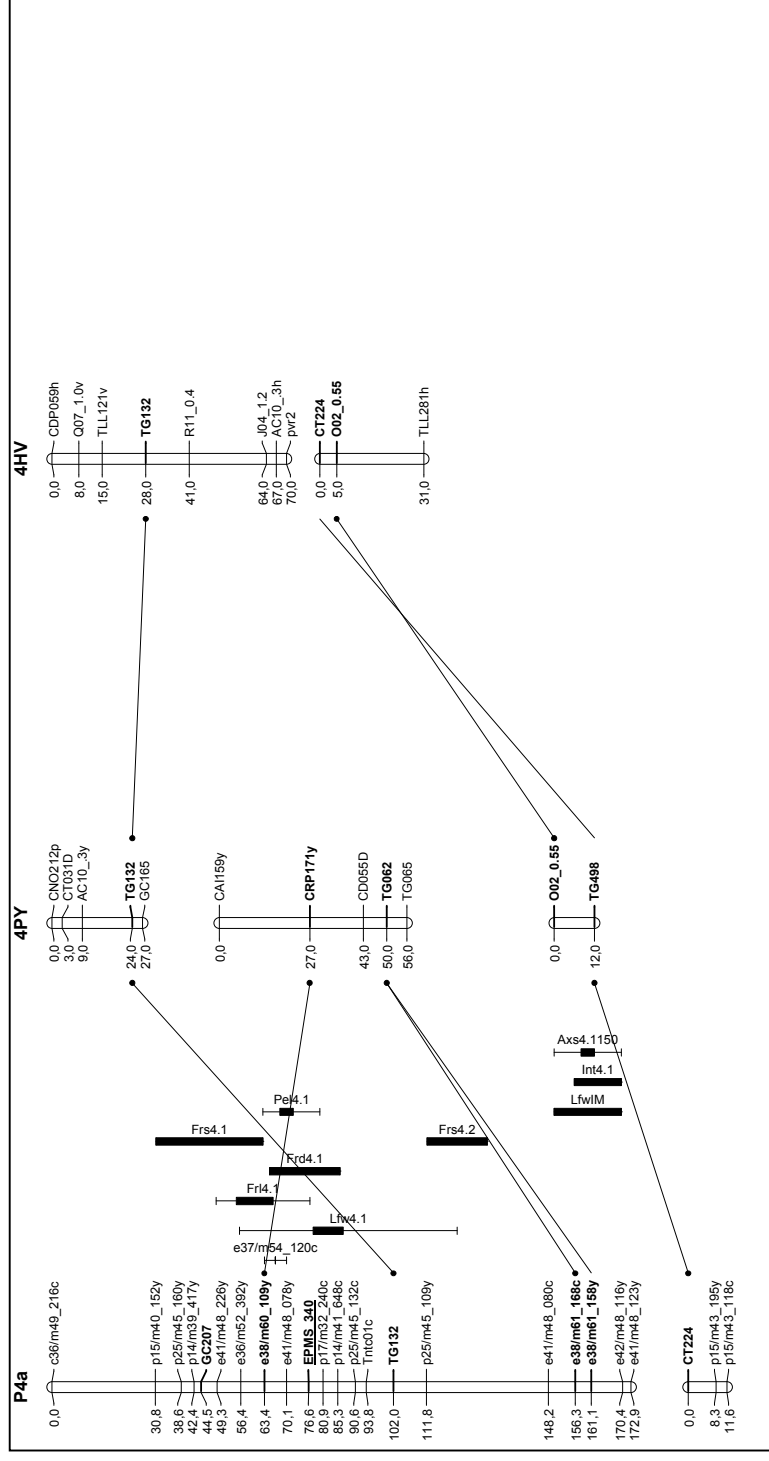 P4a
0,0 c36/m49_216c
30,8 p15/m40_152y
38,6 p25/m45_160y
42,4 p14/m39_417y
44,5 GC207
49,3 e41/m48_226y
56,4 e36/m52_392y
63,4 e38/m60_109y
70,1 e41/m48_078y
76,6 EPMS_340
80,9 p17/m32_240c
85,3 p14/m41_648c
90,6 p25/m45_132c
93,8 Tntc01c
102,0 TG132
111,8 p25/m45_109y
148,2 e41/m48_080c
156,3 e38/m61_168c
161,1 e38/m61_158y
170,4 e42/m48_116y
172,9 e41/m48_123y
0,0 CT224
8,3 p15/m43_195y
11,6 p15/m43_118c
e37/m54_120c
Lfw4.1
Frl4.1
Frd4.1
Frs4.1
Frs4.2
Pel4.1
LfwIM
Int4.1
Axs4.1150
4PY
0,0 CNO212p
3,0 CT031D
9,0 AC10_.3y
24,0 TG132
27,0 GC165
0,0 CAI159y
27,0 CRP171y
43,0 CD055D
50,0 TG062
56,0 TG065
0,0 O02_0.55
12,0 TG498
4HV
0,0 CDP059h
8,0 Q07_1.0v
15,0 TLL121v
28,0 TG132
41,0 R11_0.4
64,0 J04_1.2
67,0 AC10_.3h
70,0 pvr2
0,0 CT224
5,0 O02_0.55
31,0 TLL281h